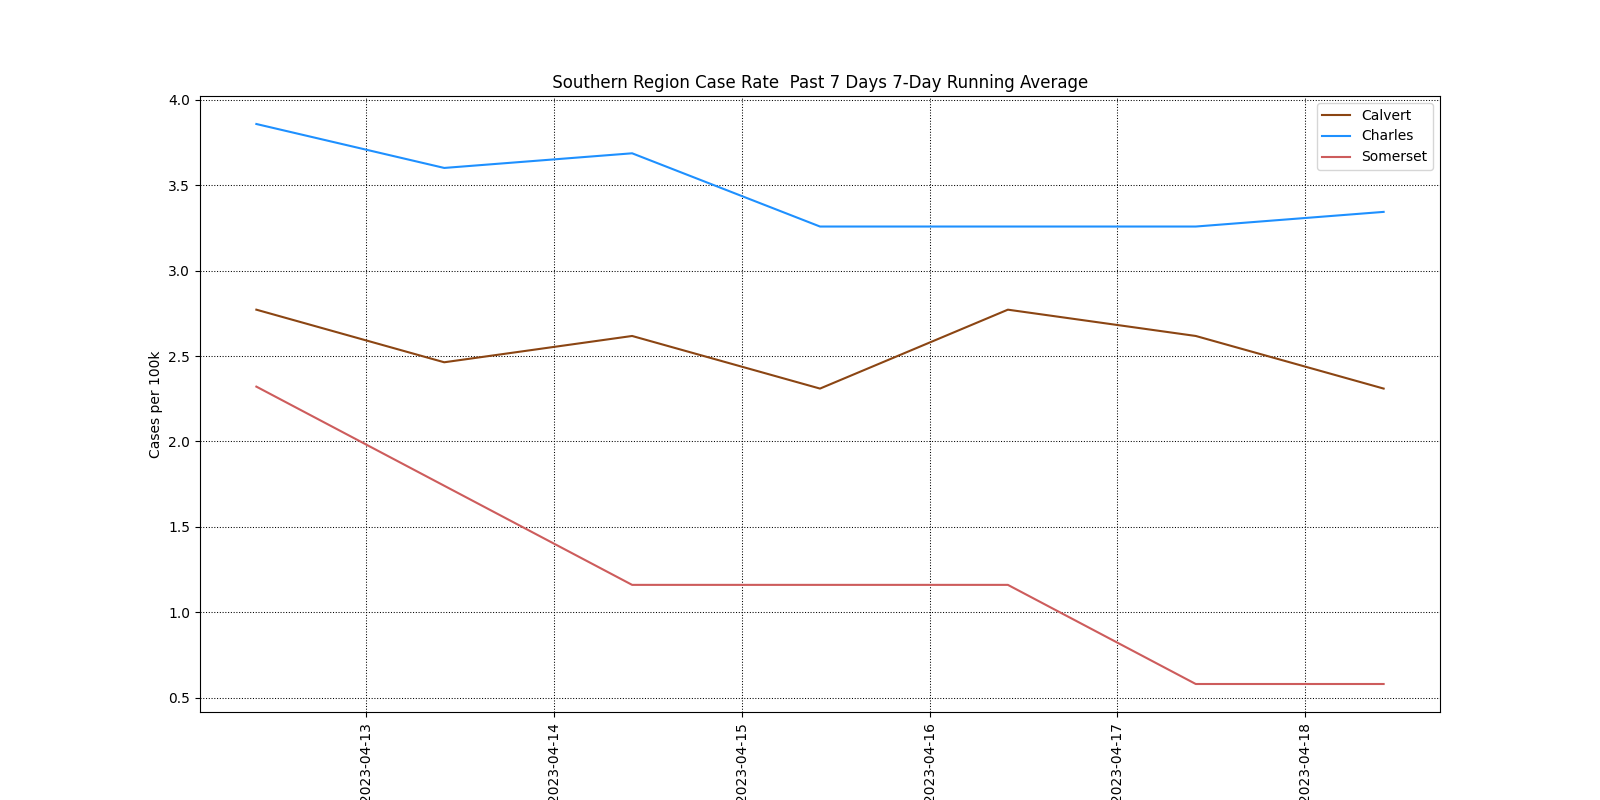 Southern Region Case Rate  Past 7 Days 7-Day Running Average
Calvert
Charles
Somerset
Cases per 100k
4.0
3.5
3.0
2.5
2.0
1.5
1.0
0.5
2023-04-13
2023-04-14
2023-04-15
2023-04-16
2023-04-17
2023-04-18